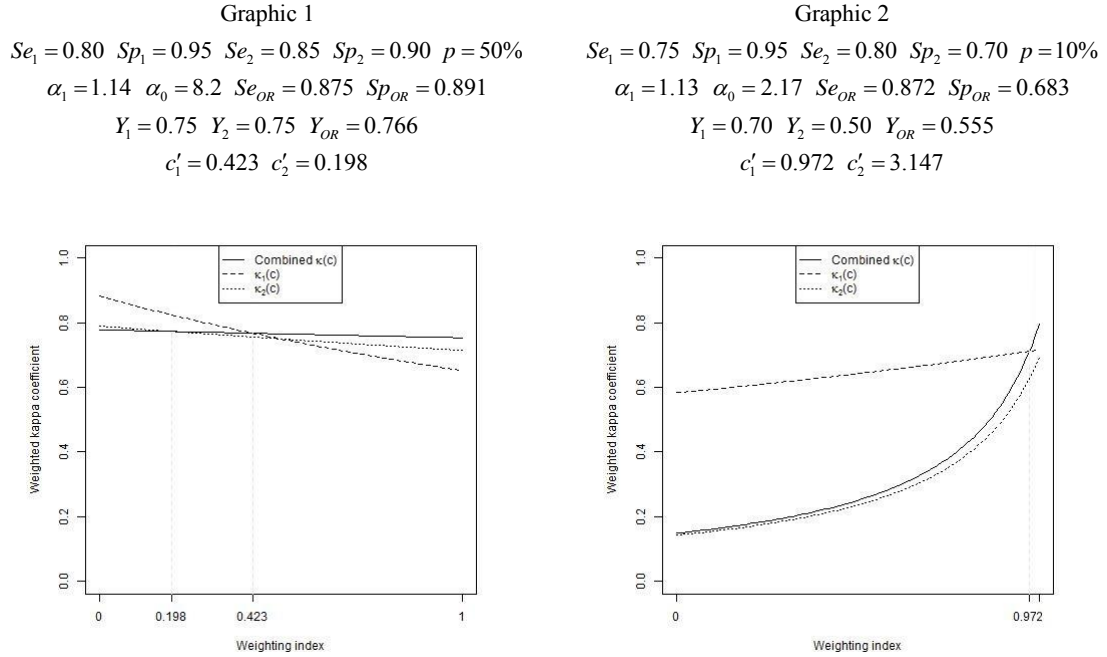 Graphic 1
Se₁ = 0.80 Sp₁ = 0.95 Se₂ = 0.85 Sp₂ = 0.90 p = 50%
α₁ = 1.14 α₀ = 8.2 Se_OR = 0.875 Sp_OR = 0.891
Y₁ = 0.75 Y₂ = 0.75 Y_OR = 0.766
c′₁ = 0.423 c′₂ = 0.198
Combined κ(c)
κ₁(c)
κ₂(c)
Weighted kappa coefficient
1.0
0.8
0.6
0.4
0.2
0.0
0 0.198 0.423 1
Weighting index
Graphic 2
Se₁ = 0.75 Sp₁ = 0.95 Se₂ = 0.80 Sp₂ = 0.70 p = 10%
α₁ = 1.13 α₀ = 2.17 Se_OR = 0.872 Sp_OR = 0.683
Y₁ = 0.70 Y₂ = 0.50 Y_OR = 0.555
c′₁ = 0.972 c′₂ = 3.147
Combined κ(c)
κ₁(c)
κ₂(c)
Weighted kappa coefficient
1.0
0.8
0.6
0.4
0.2
0.0
0 0.972
Weighting index